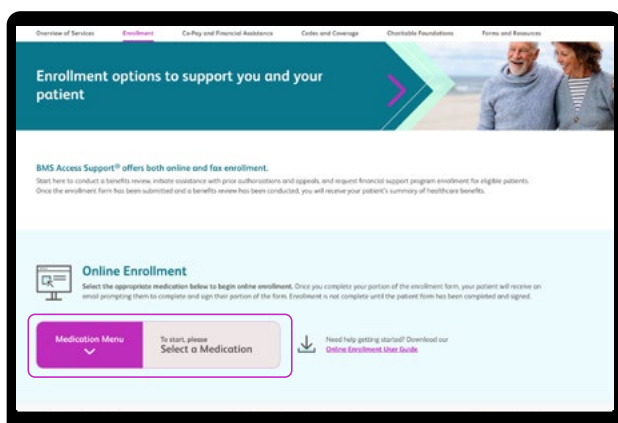 Overview of Services Enrollment Co-Pay and Financial Assistance Codes and Coverage Charitable Foundations Forms and Resources
Enrollment options to support you and your
patient
BMS Access Support® offers both online and fax enrollment.
Start here to conduct a benefits review, initiate assistance with prior authorizations and appeals, and request financial support program enrollment for eligible patients.
Once the enrollment form has been submitted and a benefits review has been conducted, you will receive your patient's summary of healthcare benefits.
Online Enrollment
Select the appropriate medication below to begin online enrollment. Once you complete your portion of the enrollment form, your patient will receive an
email prompting them to complete and sign their portion of the form. Enrollment is not complete until the patient form has been completed and signed.
Medication Menu
To start, please
Select a Medication
Need help getting started? Download our
Online Enrollment User Guide